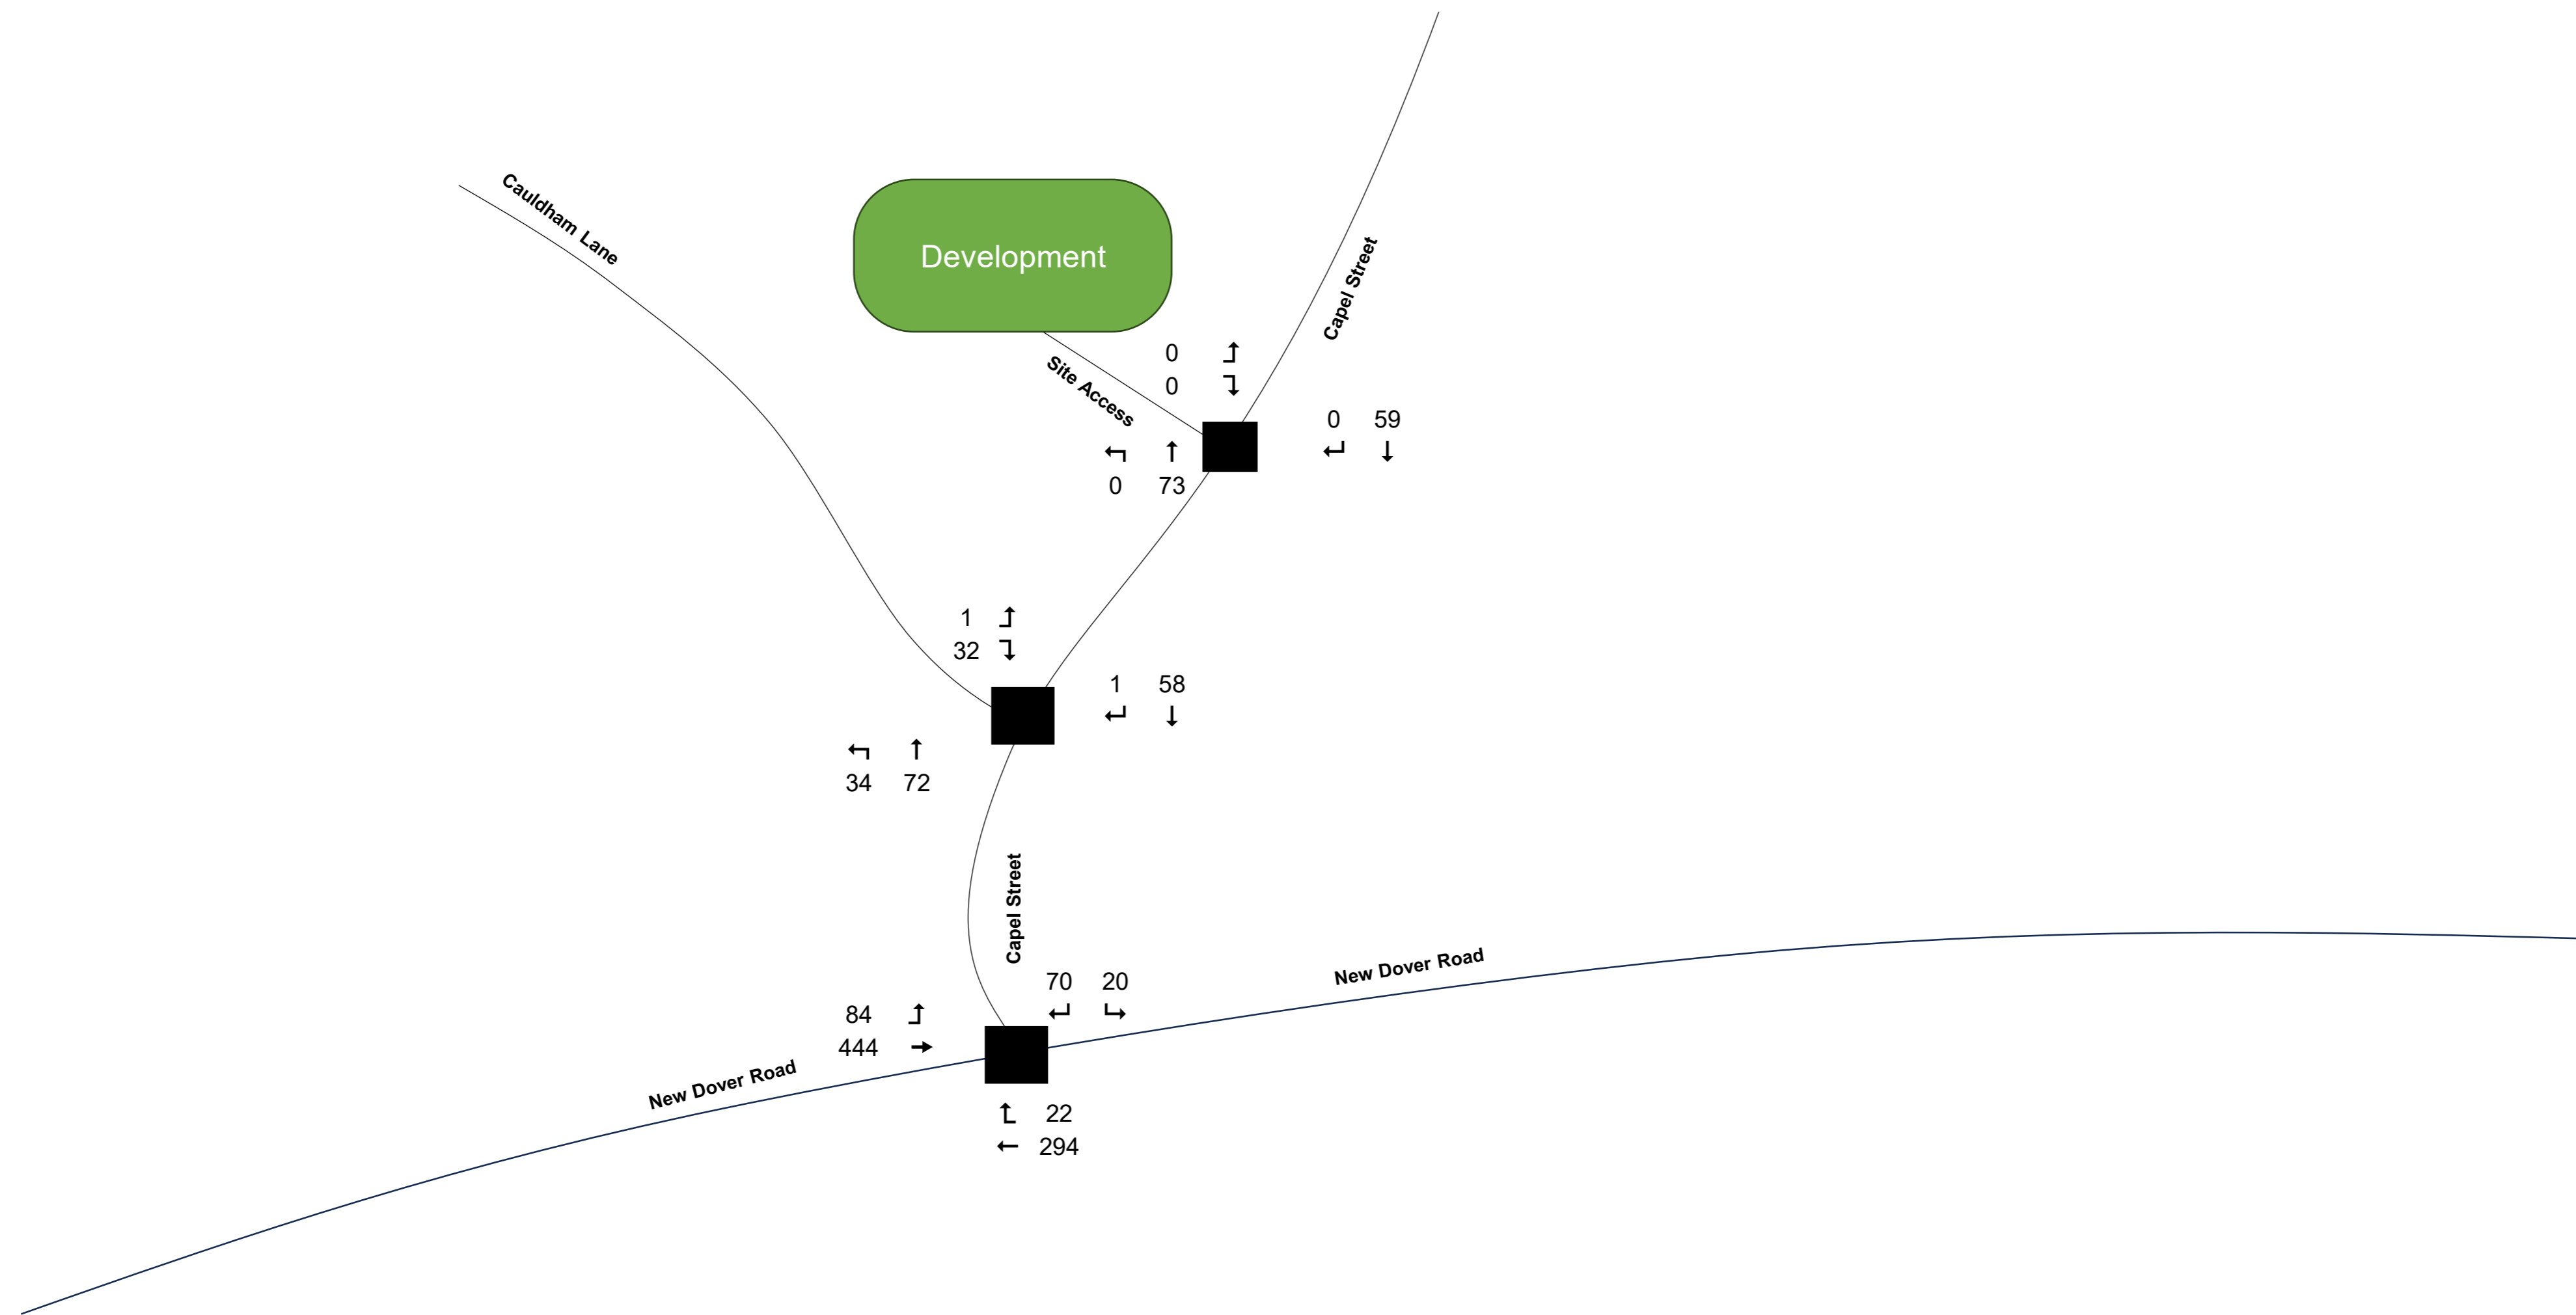 Cauldham Lane
Development
Capel Street
Site Access
0
0
0 59
0 73
1
32
1 58
34 72
Capel Street
70 20
84
444
New Dover Road
New Dover Road
22
294